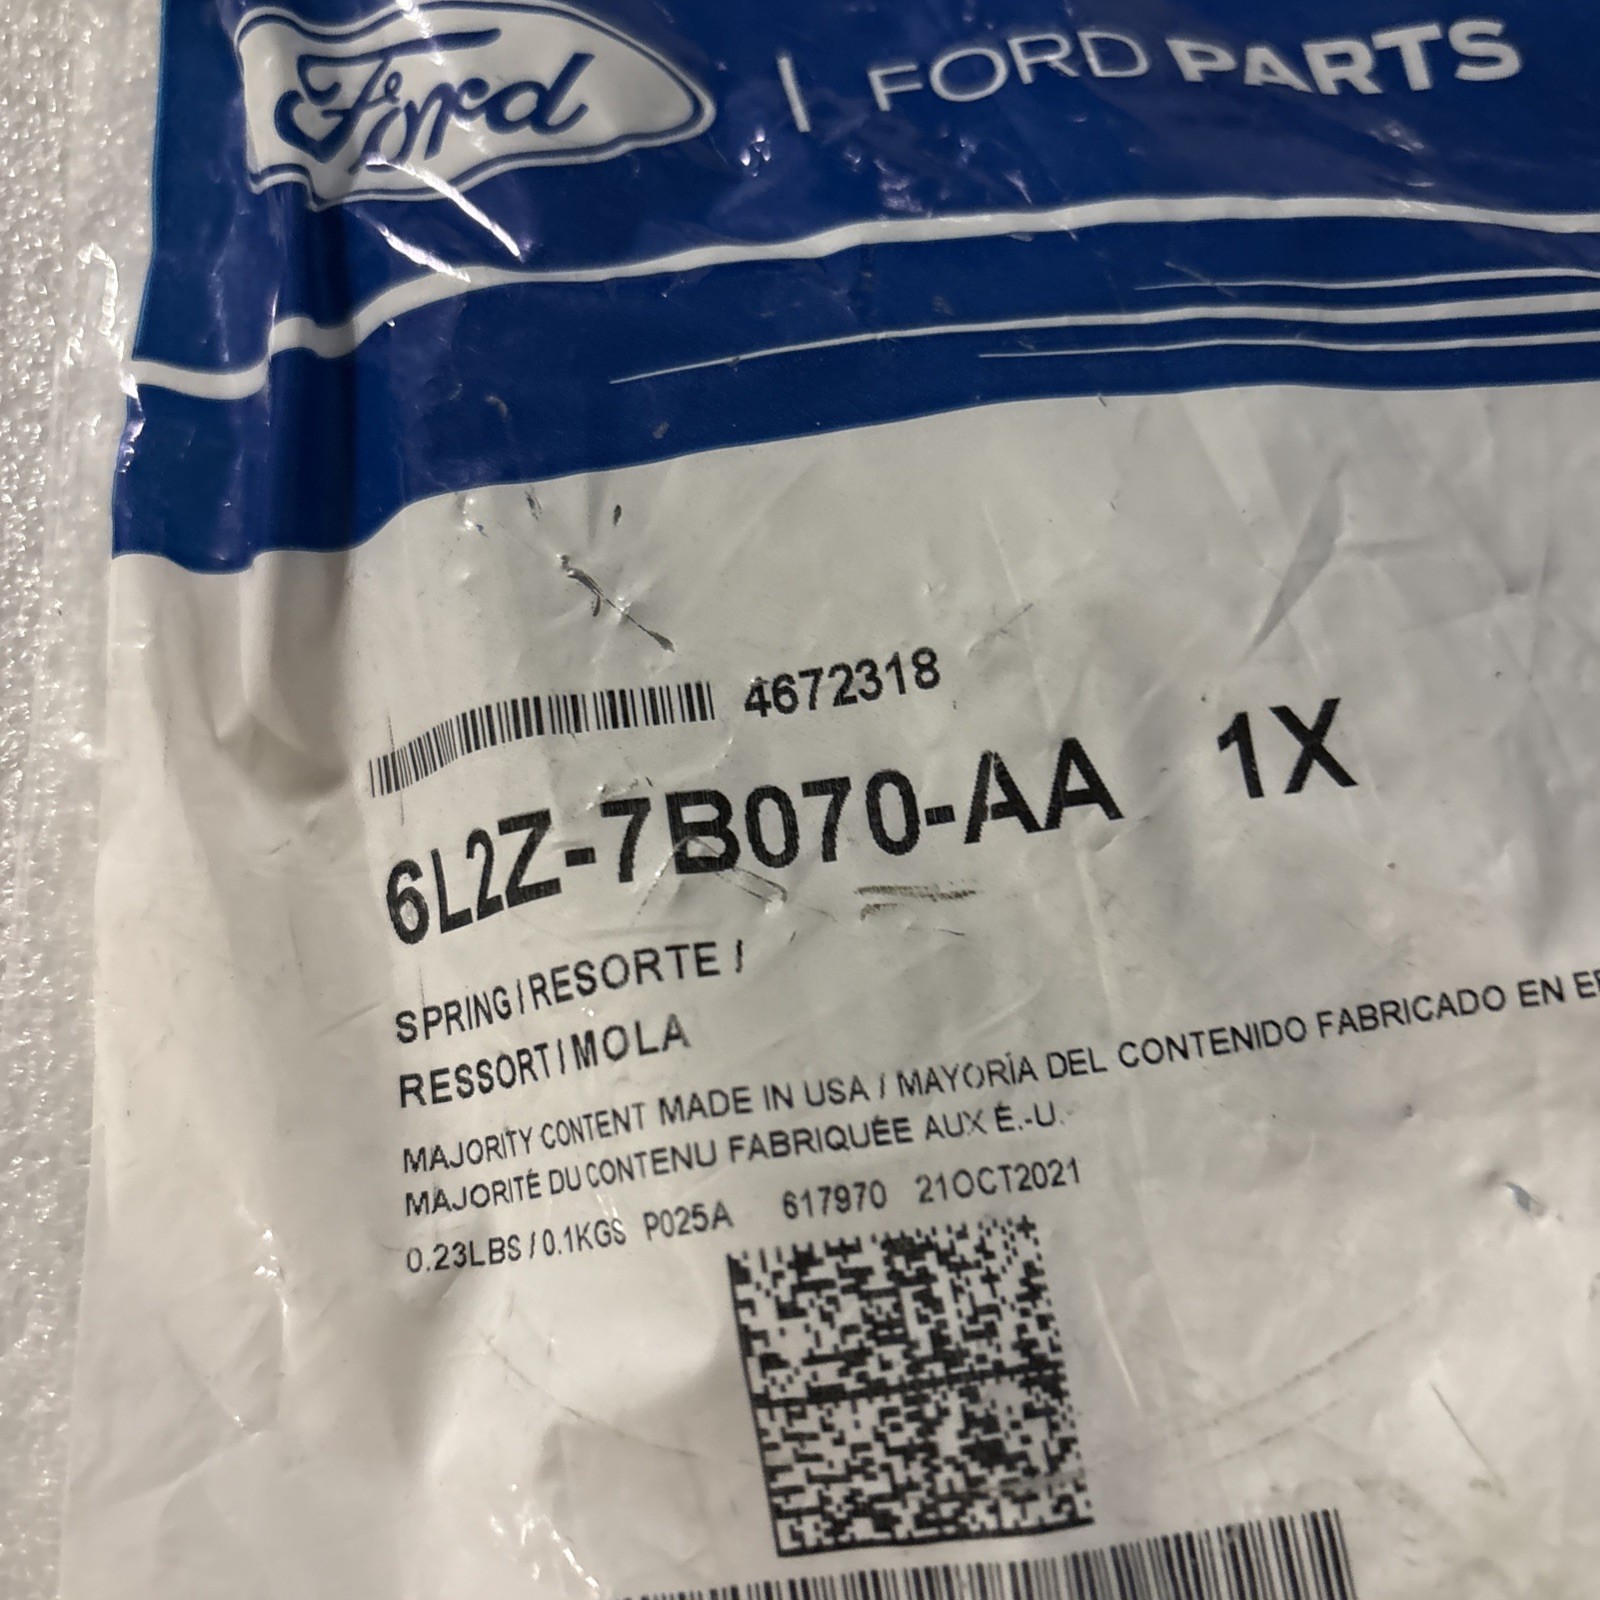 Ford | FORD PARTS
4672318
6L2Z-7B070-AA 1X
SPRING/RESORTE /
RESSORT/MOLA
MAJORITY CONTENT MADE IN USA / MAYORÍA DEL CONTENIDO FABRICADO EN
MAJORITÉ DU CONTENU FABRIQUÉE AUX É.-U.
0.23LBS/0.1KGS P025A 617970 21OCT2021